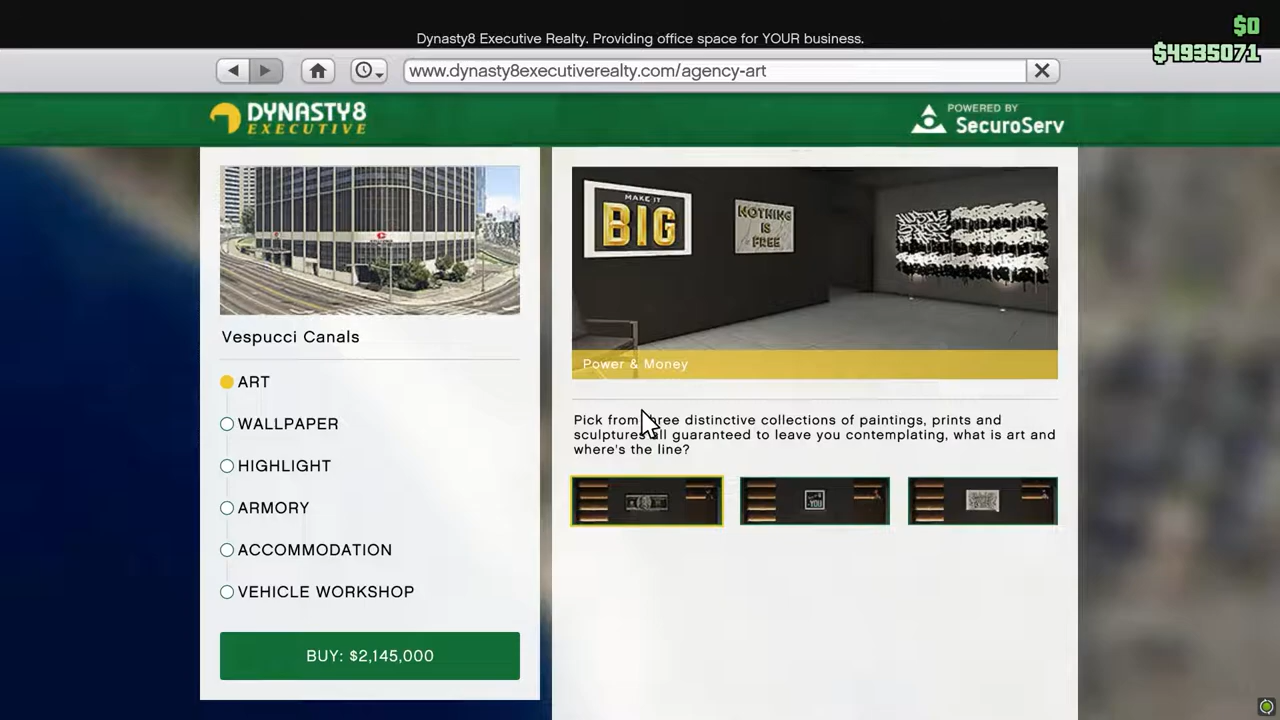 Dynasty8 Executive Realty. Providing office space for YOUR business.
$0
$4935071
www.dynasty8executiverealty.com/agency-art
DYNASTY8
EXECUTIVE
POWERED BY
SecuroServ
MAKE IT
BIG
NOTHING
IS
FREE
Power & Money
Vespucci Canals
ART
WALLPAPER
HIGHLIGHT
ARMORY
ACCOMMODATION
VEHICLE WORKSHOP
BUY: $2,145,000
Pick from three distinctive collections of paintings, prints and
sculptures all guaranteed to leave you contemplating, what is art and
where's the line?
YOU